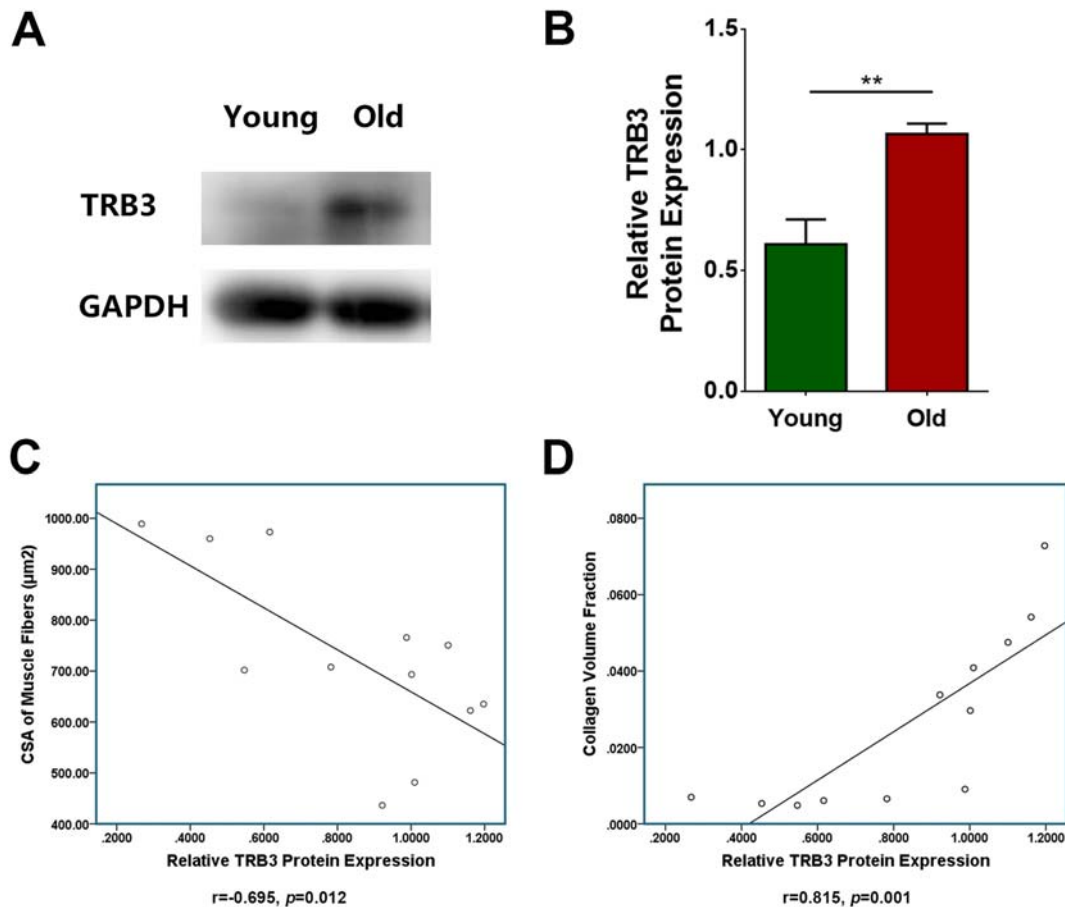 A
Young Old
TRB3
GAPDH
B
Relative TRB3
Protein Expression
1.5
1.0
0.5
0.0
**
Young Old
C
CSA of Muscle Fibers (µm2)
1000.00
900.00
800.00
700.00
600.00
500.00
400.00
.2000 .4000 .6000 .8000 1.0000 1.2000
Relative TRB3 Protein Expression
r=-0.695, p=0.012
D
Collagen Volume Fraction
.0800
.0600
.0400
.0200
.0000
.2000 .4000 .6000 .8000 1.0000 1.2000
Relative TRB3 Protein Expression
r=0.815, p=0.001